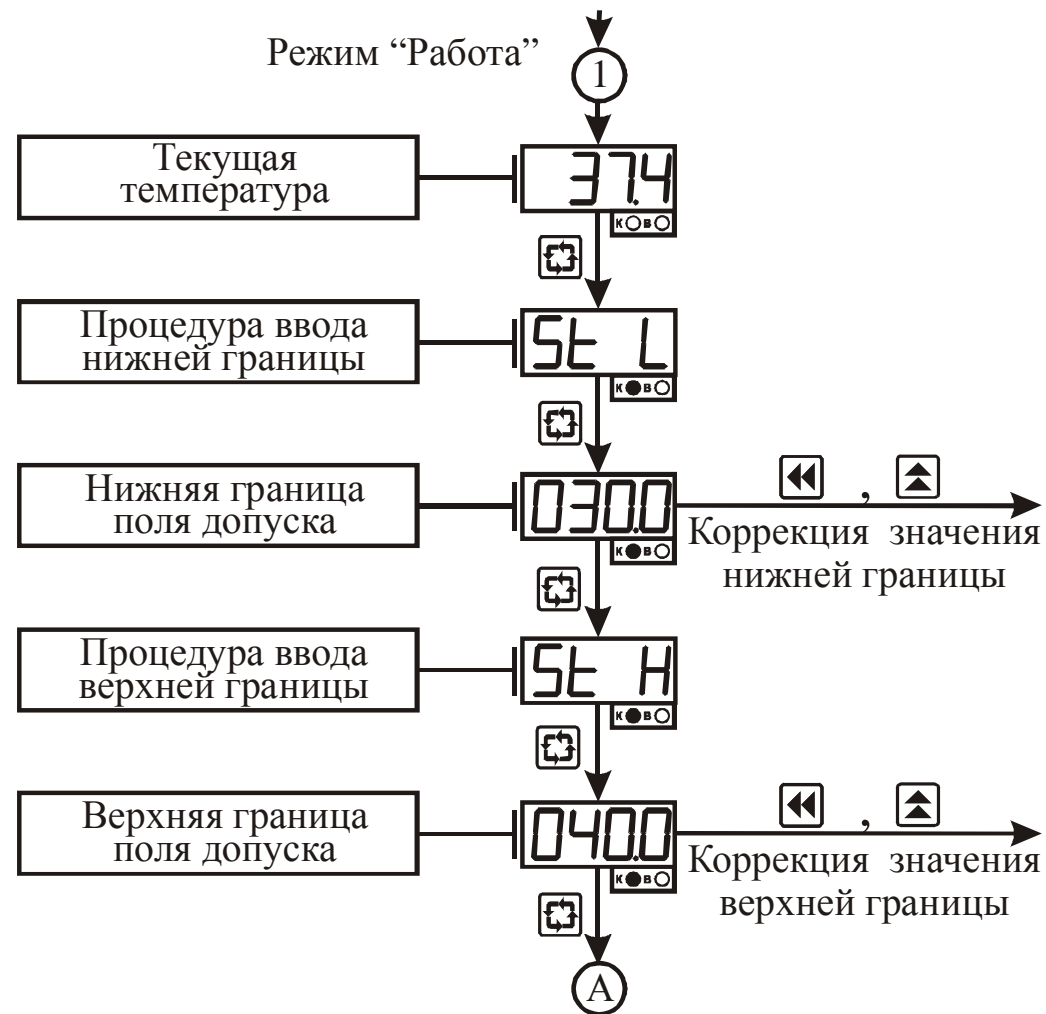 Режим “Работа”
1
Текущая
температура
37.4
К В
Процедура ввода
нижней границы
St L
К В
Нижняя граница
поля допуска
030.0
К В
,
Коррекция значения
нижней границы
Процедура ввода
верхней границы
St H
К В
Верхняя граница
поля допуска
040.0
К В
,
Коррекция значения
верхней границы
А